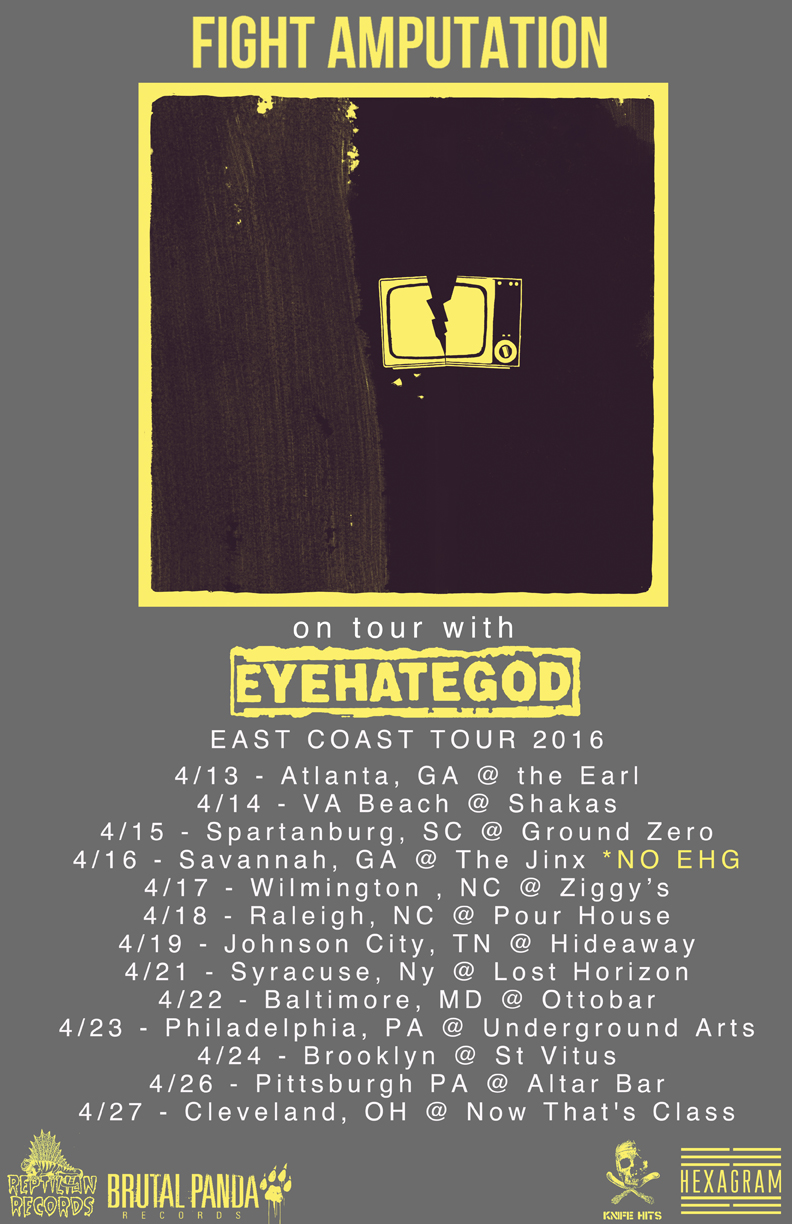 FIGHT AMPUTATION
on tour with
EYEHATEGOD
EAST COAST TOUR 2016
4/13 - Atlanta, GA @ the Earl
4/14 - VA Beach @ Shakas
4/15 - Spartanburg, SC @ Ground Zero
4/16 - Savannah, GA @ The Jinx *NO EHG
4/17 - Wilmington , NC @ Ziggy’s
4/18 - Raleigh, NC @ Pour House
4/19 - Johnson City, TN @ Hideaway
4/21 - Syracuse, Ny @ Lost Horizon
4/22 - Baltimore, MD @ Ottobar
4/23 - Philadelphia, PA @ Underground Arts
4/24 - Brooklyn @ St Vitus
4/26 - Pittsburgh PA @ Altar Bar
4/27 - Cleveland, OH @ Now That's Class
REPTILIAN
RECORDS
BRUTAL PANDA
RECORDS
KNIFE HITS
HEXAGRAM